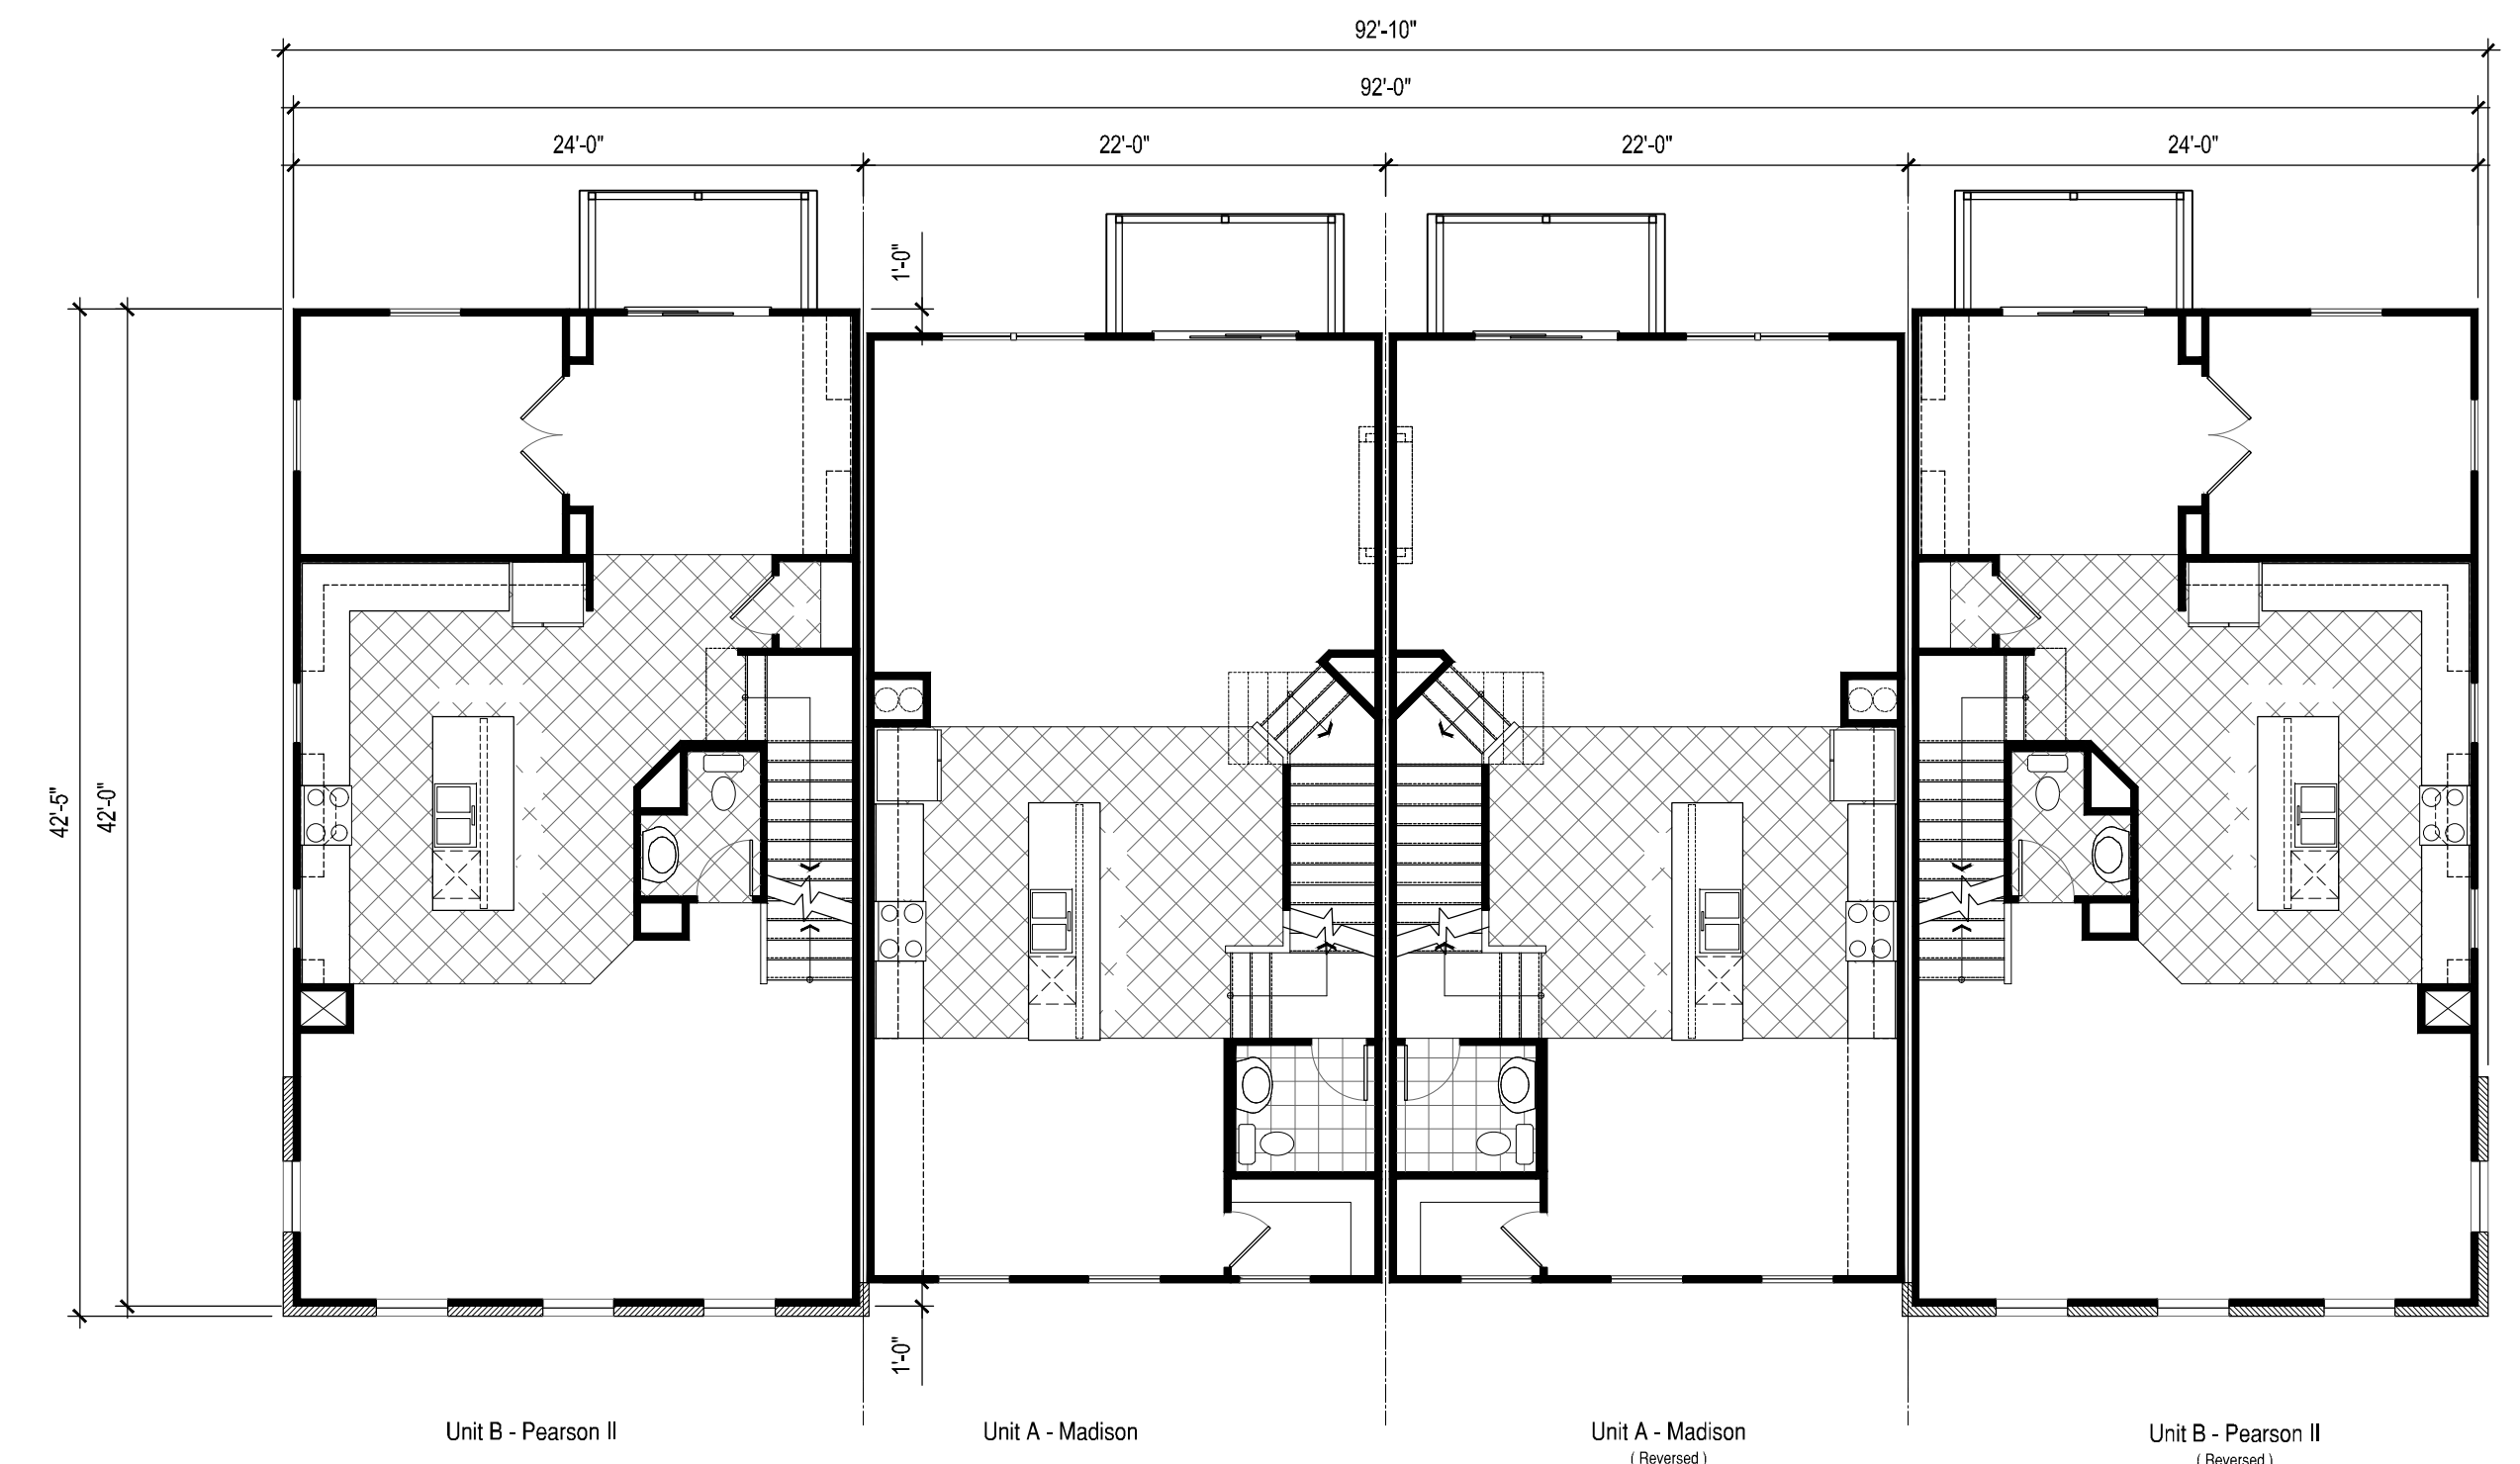 92'-10"
92'-0"
24'-0"
22'-0"
22'-0"
24'-0"
1'-0"
42'-5"
42'-0"
1'-0"
Unit B - Pearson II
Unit A - Madison
Unit A - Madison
( Reversed )
Unit B - Pearson II
( Reversed )